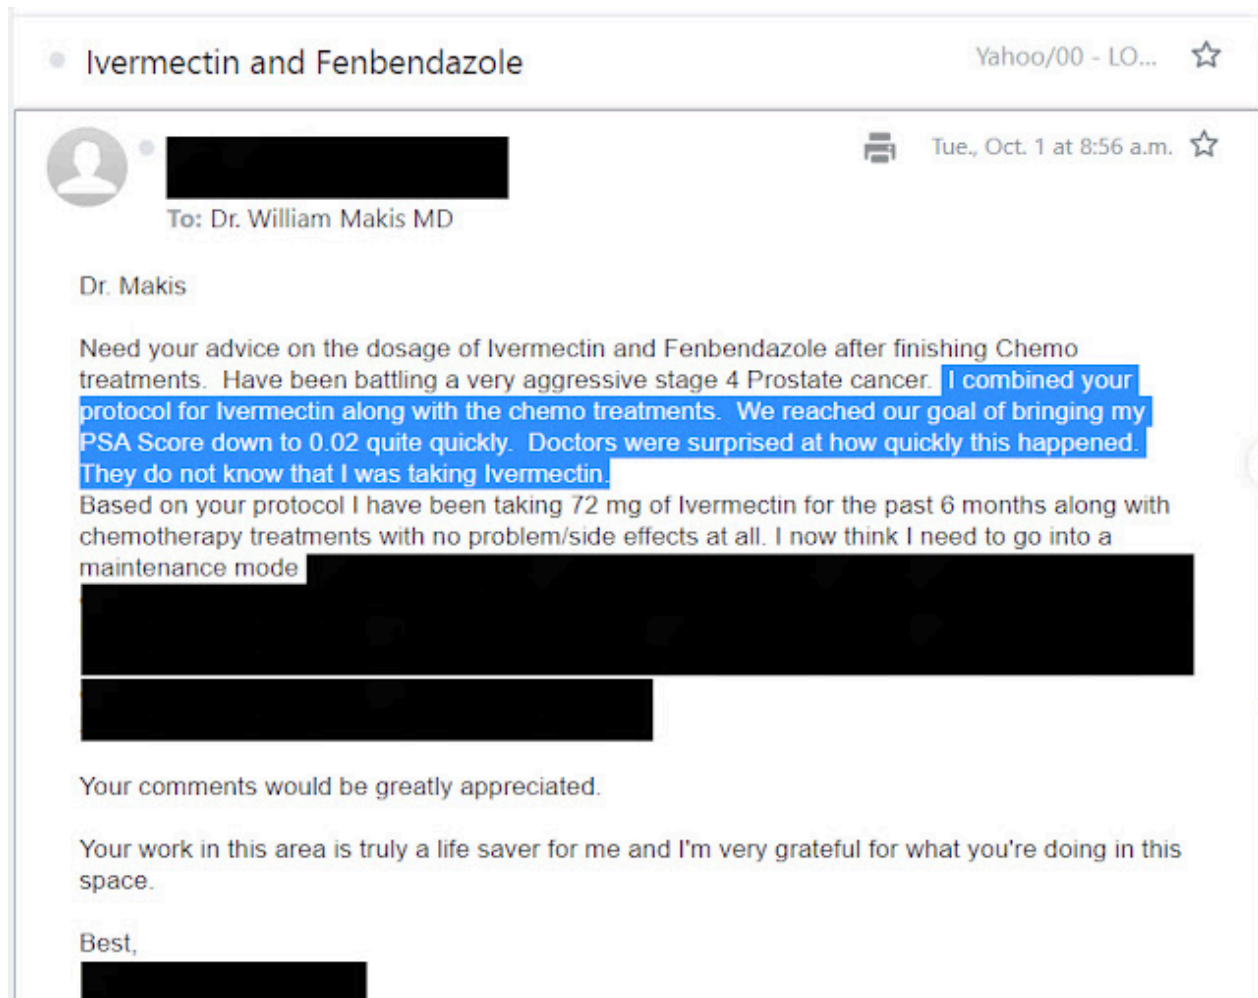 Ivermectin and Fenbendazole
Yahoo/00 - LO...
Tue., Oct. 1 at 8:56 a.m.
To: Dr. William Makis MD
Dr. Makis
Need your advice on the dosage of Ivermectin and Fenbendazole after finishing Chemo
treatments.  Have been battling a very aggressive stage 4 Prostate cancer.  I combined your
protocol for Ivermectin along with the chemo treatments.  We reached our goal of bringing my
PSA Score down to 0.02 quite quickly.  Doctors were surprised at how quickly this happened.
They do not know that I was taking Ivermectin.
Based on your protocol I have been taking 72 mg of Ivermectin for the past 6 months along with
chemotherapy treatments with no problem/side effects at all. I now think I need to go into a
maintenance mode
Your comments would be greatly appreciated.
Your work in this area is truly a life saver for me and I'm very grateful for what you're doing in this
space.
Best,